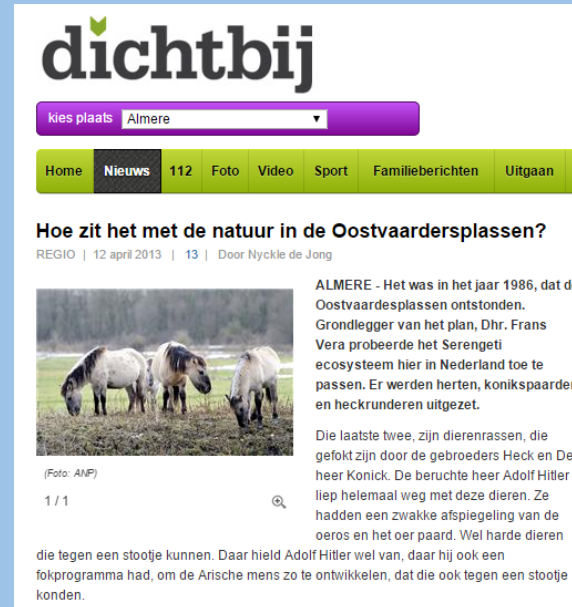 dichtbij
kies plaats Almere
Home Nieuws 112 Foto Video Sport Familieberichten Uitgaan
Hoe zit het met de natuur in de Oostvaardersplassen?
REGIO | 12 april 2013 | 13 | Door Nyckle de Jong
ALMERE - Het was in het jaar 1986, dat d
Oostvaardesplassen ontstonden.
Grondlegger van het plan, Dhr. Frans
Vera probeerde het Serengeti
ecosysteem hier in Nederland toe te
passen. Er werden herten, konikspaarde
en heckrunderen uitgezet.
Die laatste twee, zijn dierenrassen, die
gefokt zijn door de gebroeders Heck en De
heer Konick. De beruchte heer Adolf Hitler
liep helemaal weg met deze dieren. Ze
hadden een zwakke afspiegeling van de
oeros en het oer paard. Wel harde dieren
(Foto: ANP)
1 / 1
die tegen een stootje kunnen. Daar hield Adolf Hitler wel van, daar hij ook een
fokprogramma had, om de Arische mens zo te ontwikkelen, dat die ook tegen een stootje
konden.